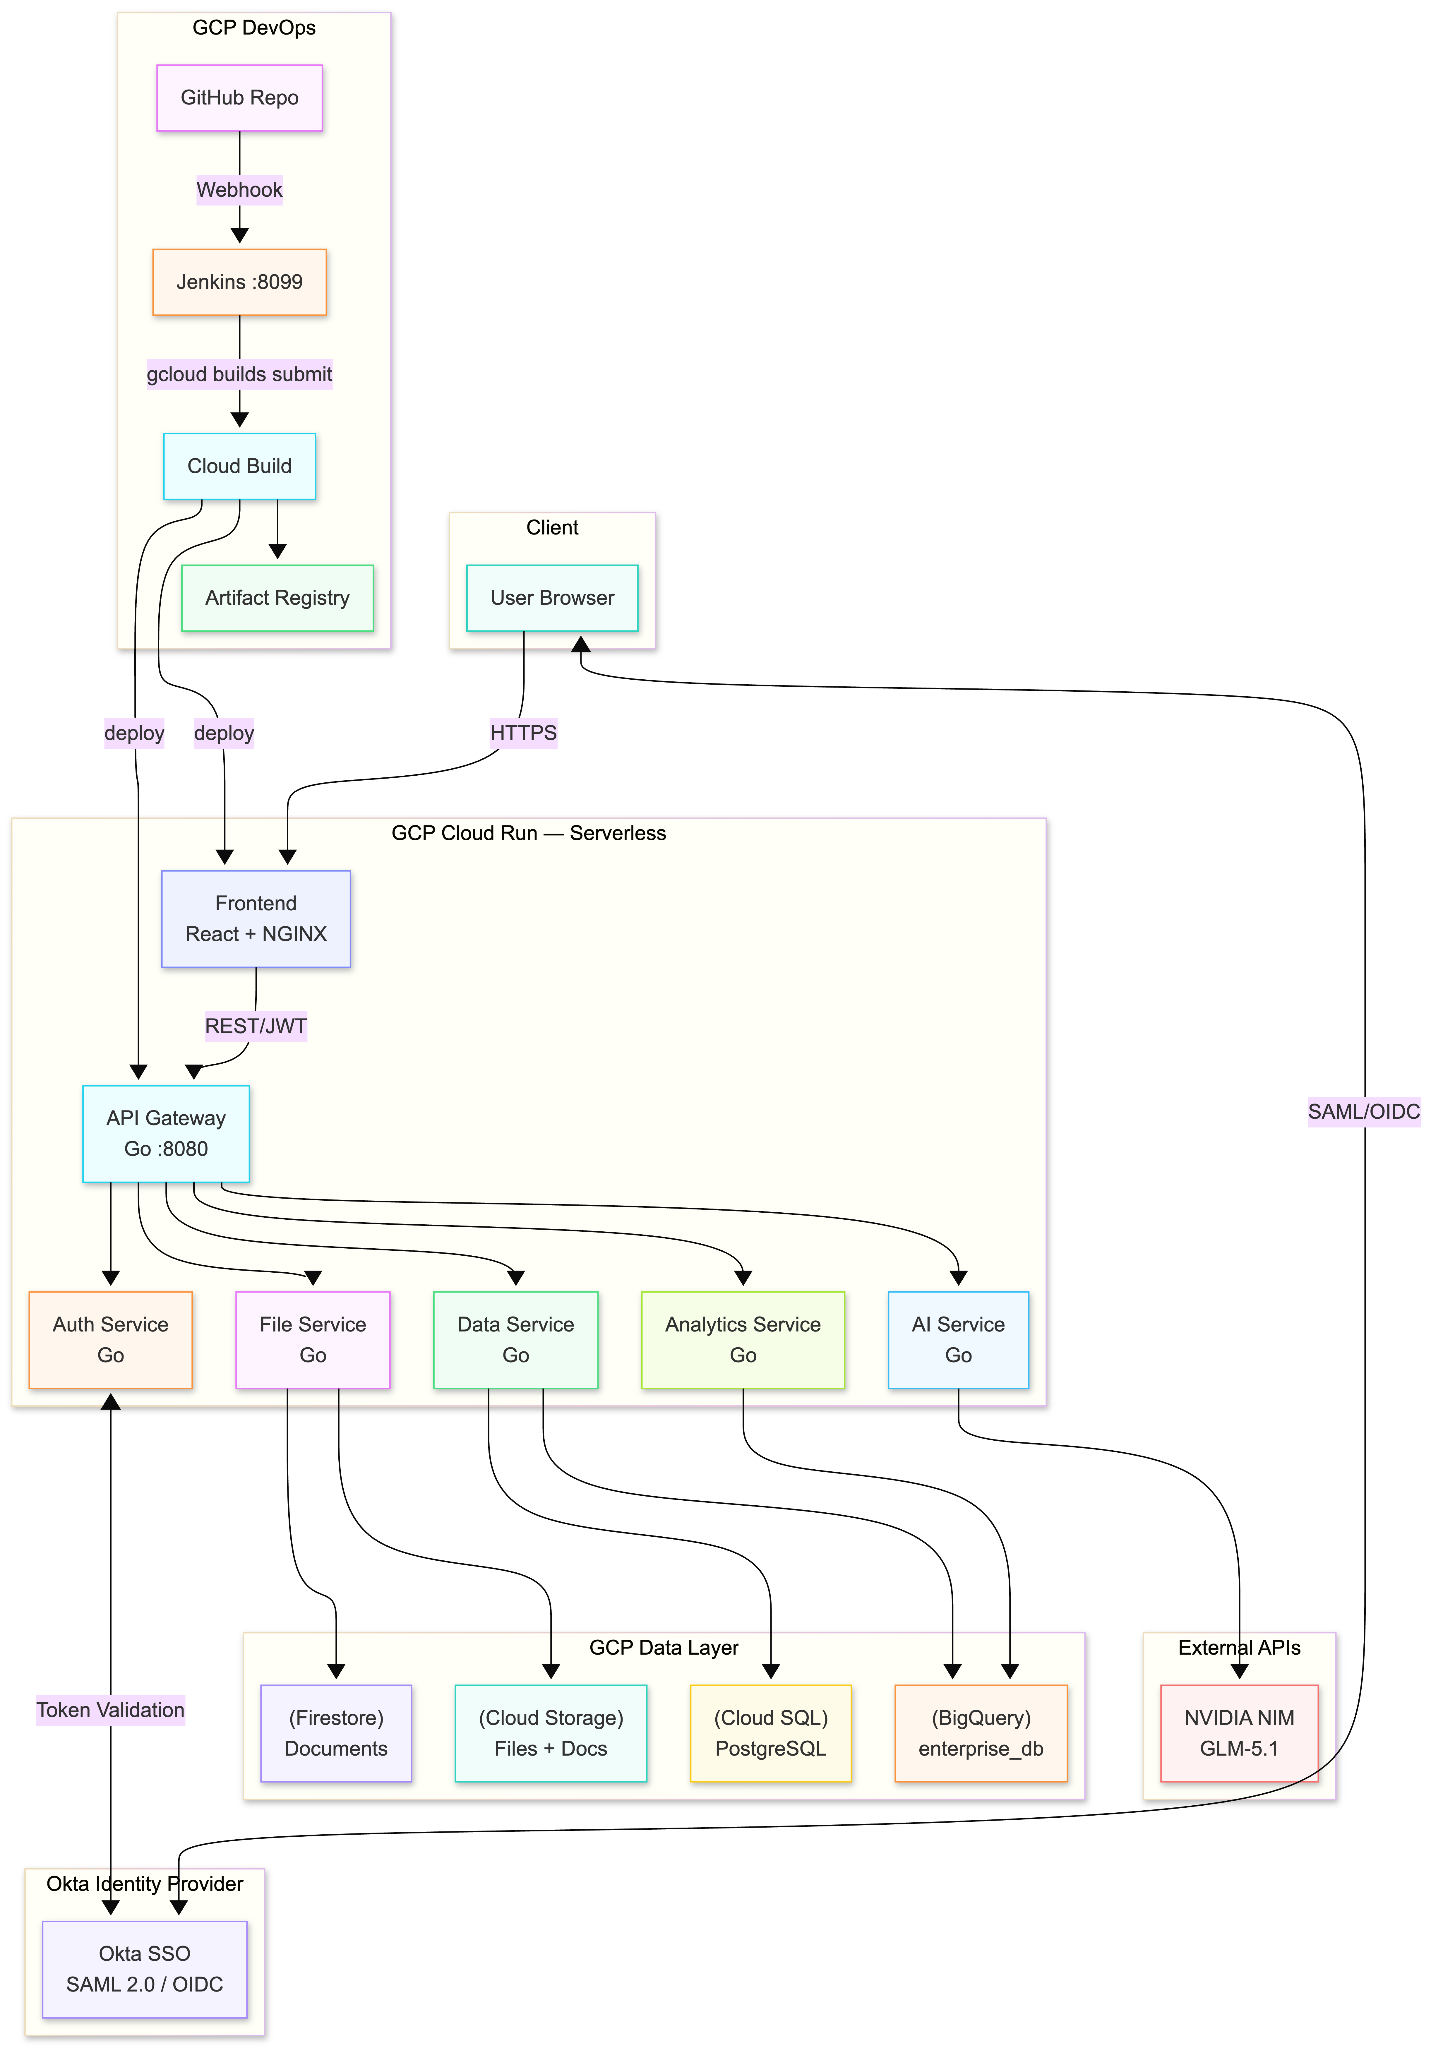 GCP DevOps
GitHub Repo
Webhook
Jenkins :8099
gcloud builds submit
Cloud Build
Artifact Registry
Client
User Browser
deploy
deploy
HTTPS
GCP Cloud Run — Serverless
Frontend
React + NGINX
REST/JWT
API Gateway
Go :8080
SAML/OIDC
Auth Service
Go
File Service
Go
Data Service
Go
Analytics Service
Go
AI Service
Go
GCP Data Layer
(Firestore)
Documents
(Cloud Storage)
Files + Docs
(Cloud SQL)
PostgreSQL
(BigQuery)
enterprise_db
External APIs
NVIDIA NIM
GLM-5.1
Token Validation
Okta Identity Provider
Okta SSO
SAML 2.0 / OIDC